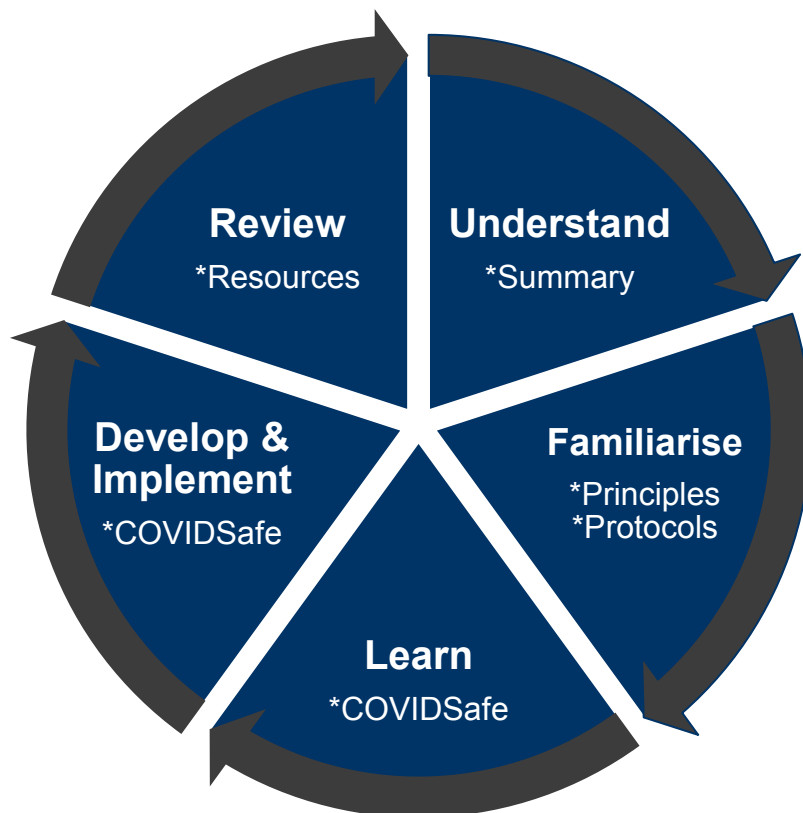 Review
*Resources
Understand
*Summary
Familiarise
*Principles
*Protocols
Learn
*COVIDSafe
Develop &
Implement
*COVIDSafe